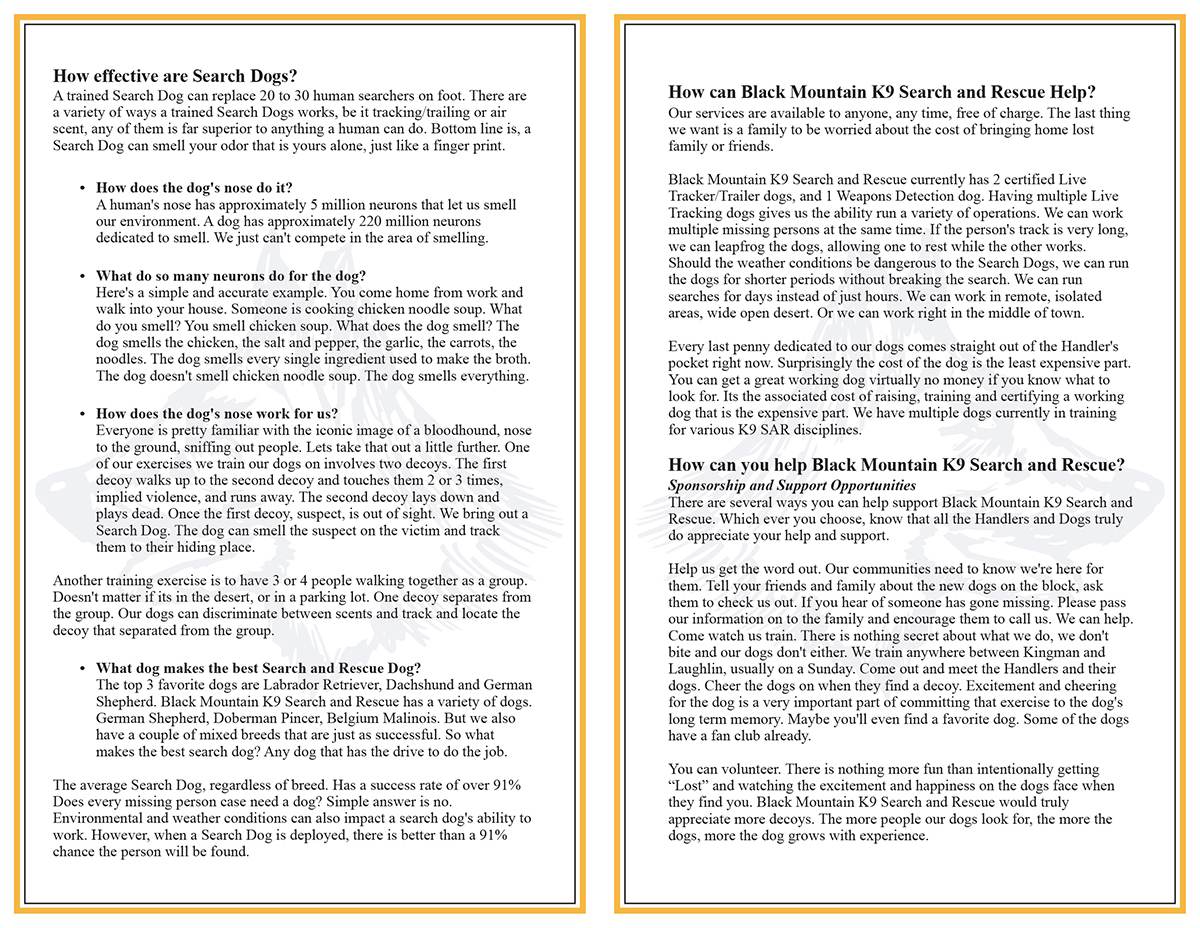 How effective are Search Dogs?
A trained Search Dog can replace 20 to 30 human searchers on foot. There are
a variety of ways a trained Search Dogs works, be it tracking/trailing or air
scent, any of them is far superior to anything a human can do. Bottom line is, a
Search Dog can smell your odor that is yours alone, just like a finger print.
• How does the dog's nose do it?
A human's nose has approximately 5 million neurons that let us smell
our environment. A dog has approximately 220 million neurons
dedicated to smell. We just can't compete in the area of smelling.
• What do so many neurons do for the dog?
Here's a simple and accurate example. You come home from work and
walk into your house. Someone is cooking chicken noodle soup. What
do you smell? You smell chicken soup. What does the dog smell? The
dog smells the chicken, the salt and pepper, the garlic, the carrots, the
noodles. The dog smells every single ingredient used to make the broth.
The dog doesn't smell chicken noodle soup. The dog smells everything.
• How does the dog's nose work for us?
Everyone is pretty familiar with the iconic image of a bloodhound, nose
to the ground, sniffing out people. Lets take that out a little further. One
of our exercises we train our dogs on involves two decoys. The first
decoy walks up to the second decoy and touches them 2 or 3 times,
implied violence, and runs away. The second decoy lays down and
plays dead. Once the first decoy, suspect, is out of sight. We bring out a
Search Dog. The dog can smell the suspect on the victim and track
them to their hiding place.
Another training exercise is to have 3 or 4 people walking together as a group.
Doesn't matter if its in the desert, or in a parking lot. One decoy separates from
the group. Our dogs can discriminate between scents and track and locate the
decoy that separated from the group.
• What dog makes the best Search and Rescue Dog?
The top 3 favorite dogs are Labrador Retriever, Dachshund and German
Shepherd. Black Mountain K9 Search and Rescue has a variety of dogs.
German Shepherd, Doberman Pincer, Belgium Malinois. But we also
have a couple of mixed breeds that are just as successful. So what
makes the best search dog? Any dog that has the drive to do the job.
The average Search Dog, regardless of breed. Has a success rate of over 91%
Does every missing person case need a dog? Simple answer is no.
Environmental and weather conditions can also impact a search dog's ability to
work. However, when a Search Dog is deployed, there is better than a 91%
chance the person will be found.
How can Black Mountain K9 Search and Rescue Help?
Our services are available to anyone, any time, free of charge. The last thing
we want is a family to be worried about the cost of bringing home lost
family or friends.
Black Mountain K9 Search and Rescue currently has 2 certified Live
Tracker/Trailer dogs, and 1 Weapons Detection dog. Having multiple Live
Tracking dogs gives us the ability run a variety of operations. We can work
multiple missing persons at the same time. If the person's track is very long,
we can leapfrog the dogs, allowing one to rest while the other works.
Should the weather conditions be dangerous to the Search Dogs, we can run
the dogs for shorter periods without breaking the search. We can run
searches for days instead of just hours. We can work in remote, isolated
areas, wide open desert. Or we can work right in the middle of town.
Every last penny dedicated to our dogs comes straight out of the Handler's
pocket right now. Surprisingly the cost of the dog is the least expensive part.
You can get a great working dog virtually no money if you know what to
look for. Its the associated cost of raising, training and certifying a working
dog that is the expensive part. We have multiple dogs currently in training
for various K9 SAR disciplines.
How can you help Black Mountain K9 Search and Rescue?
Sponsorship and Support Opportunities
There are several ways you can help support Black Mountain K9 Search and
Rescue. Which ever you choose, know that all the Handlers and Dogs truly
do appreciate your help and support.
Help us get the word out. Our communities need to know we're here for
them. Tell your friends and family about the new dogs on the block, ask
them to check us out. If you hear of someone has gone missing. Please pass
our information on to the family and encourage them to call us. We can help.
Come watch us train. There is nothing secret about what we do, we don't
bite and our dogs don't either. We train anywhere between Kingman and
Laughlin, usually on a Sunday. Come out and meet the Handlers and their
dogs. Cheer the dogs on when they find a decoy. Excitement and cheering
for the dog is a very important part of committing that exercise to the dog's
long term memory. Maybe you'll even find a favorite dog. Some of the dogs
have a fan club already.
You can volunteer. There is nothing more fun than intentionally getting
“Lost” and watching the excitement and happiness on the dogs face when
they find you. Black Mountain K9 Search and Rescue would truly
appreciate more decoys. The more people our dogs look for, the more the
dogs, more the dog grows with experience.